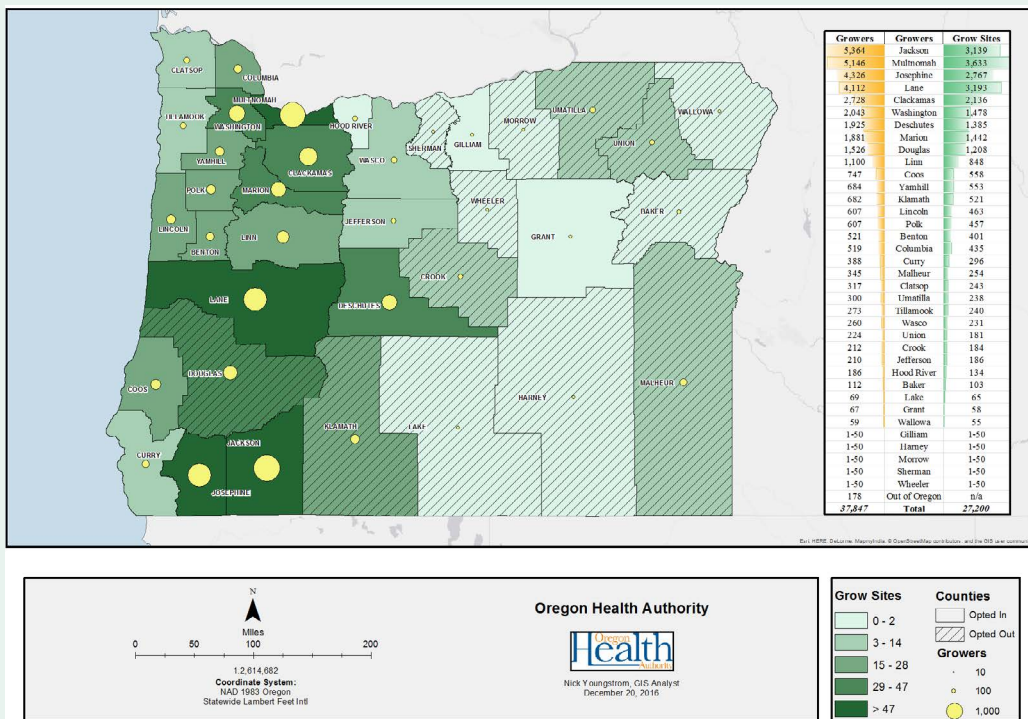 CLATSOP
COLUMBIA
MULTNOMAH
TILLAMOOK
WASHINGTON
HOOD RIVER
SHERMAN
GILLIAM
MORROW
UMATILLA
WALLOWA
UNION
YAMHILL
CLACKAMAS
WASCO
POLK
MARION
WHEELER
JEFFERSON
BAKER
LINCOLN
BENTON
LINN
GRANT
CROOK
LANE
DESCHUTES
DOUGLAS
COOS
MALHEUR
HARNEY
LAKE
KLAMATH
CURRY
JACKSON
JOSEPHINE
Growers Growers Grow Sites
5,364 Jackson 3,139
5,146 Multnomah 3,633
4,326 Josephine 2,767
4,112 Lane 3,193
2,728 Clackamas 2,136
2,043 Washington 1,478
1,925 Deschutes 1,385
1,881 Marion 1,442
1,526 Douglas 1,208
1,100 Linn 848
747 Coos 558
684 Yamhill 553
682 Klamath 521
607 Lincoln 463
607 Polk 457
521 Benton 401
519 Columbia 435
388 Curry 296
345 Malheur 254
317 Clatsop 243
300 Umatilla 238
273 Tillamook 240
260 Wasco 231
224 Union 181
212 Crook 184
210 Jefferson 186
186 Hood River 134
112 Baker 103
69 Lake 65
67 Grant 58
59 Wallowa 55
1-50 Gilliam 1-50
1-50 Harney 1-50
1-50 Morrow 1-50
1-50 Sherman 1-50
1-50 Wheeler 1-50
178 Out of Oregon n/a
37,847 Total 27,200
Esri, HERE, DeLorme, MapmyIndia, © OpenStreetMap contributors, and the GIS user
N
Miles
0 50 100 200
1:2,614,682
Coordinate System:
NAD 1983 Oregon
Statewide Lambert Feet Intl
Oregon Health Authority
Oregon
Health
Authority
Nick Youngstrom, GIS Analyst
December 20, 2016
Grow Sites
0 - 2
3 - 14
15 - 28
29 - 47
> 47
Counties
Opted In
Opted Out
Growers
10
100
1,000